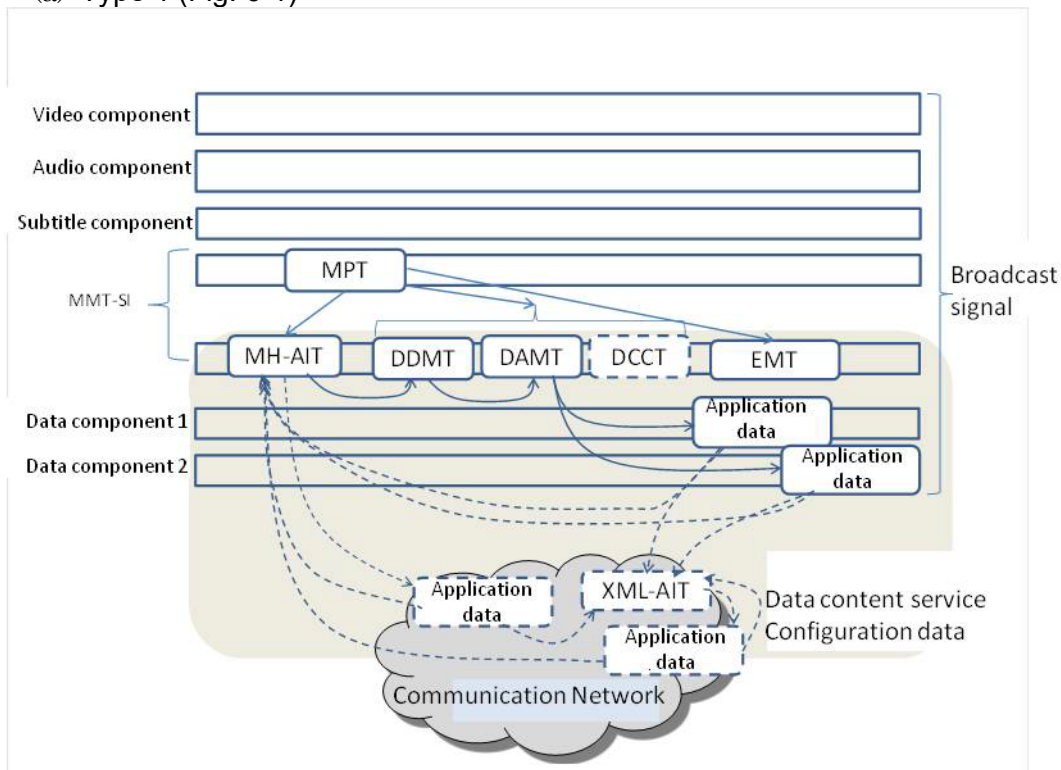 Video component
Audio component
Subtitle component
MPT
MMT-SI
Broadcast
signal
MH-AIT
DDMT
DAMT
DCCT
EMT
Data component 1
Application
data
Data component 2
Application
data
Application
data
XML-AIT
Data content service
Configuration data
Application
data
Communication Network